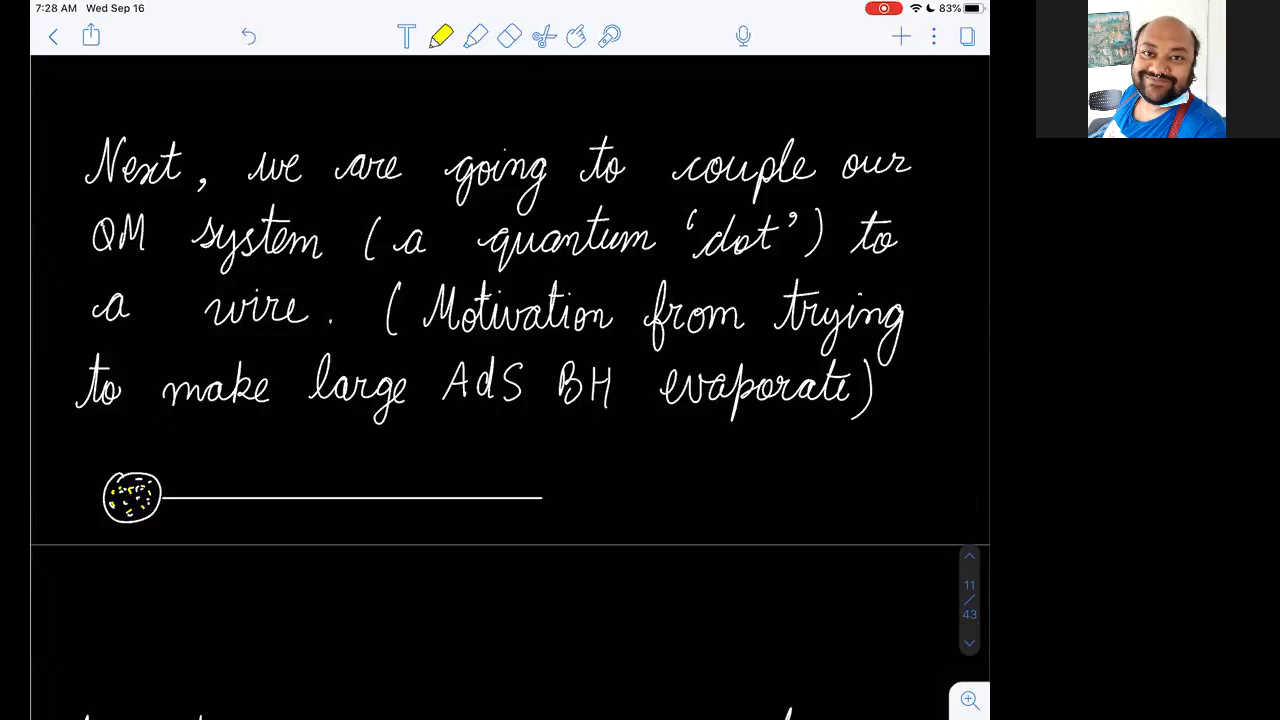 7:28 AM Wed Sep 16
83%
Next, we are going to couple our
QM system (a quantum 'dot') to
a wire. (Motivation from trying
to make large AdS BH evaporate)
11
/
43